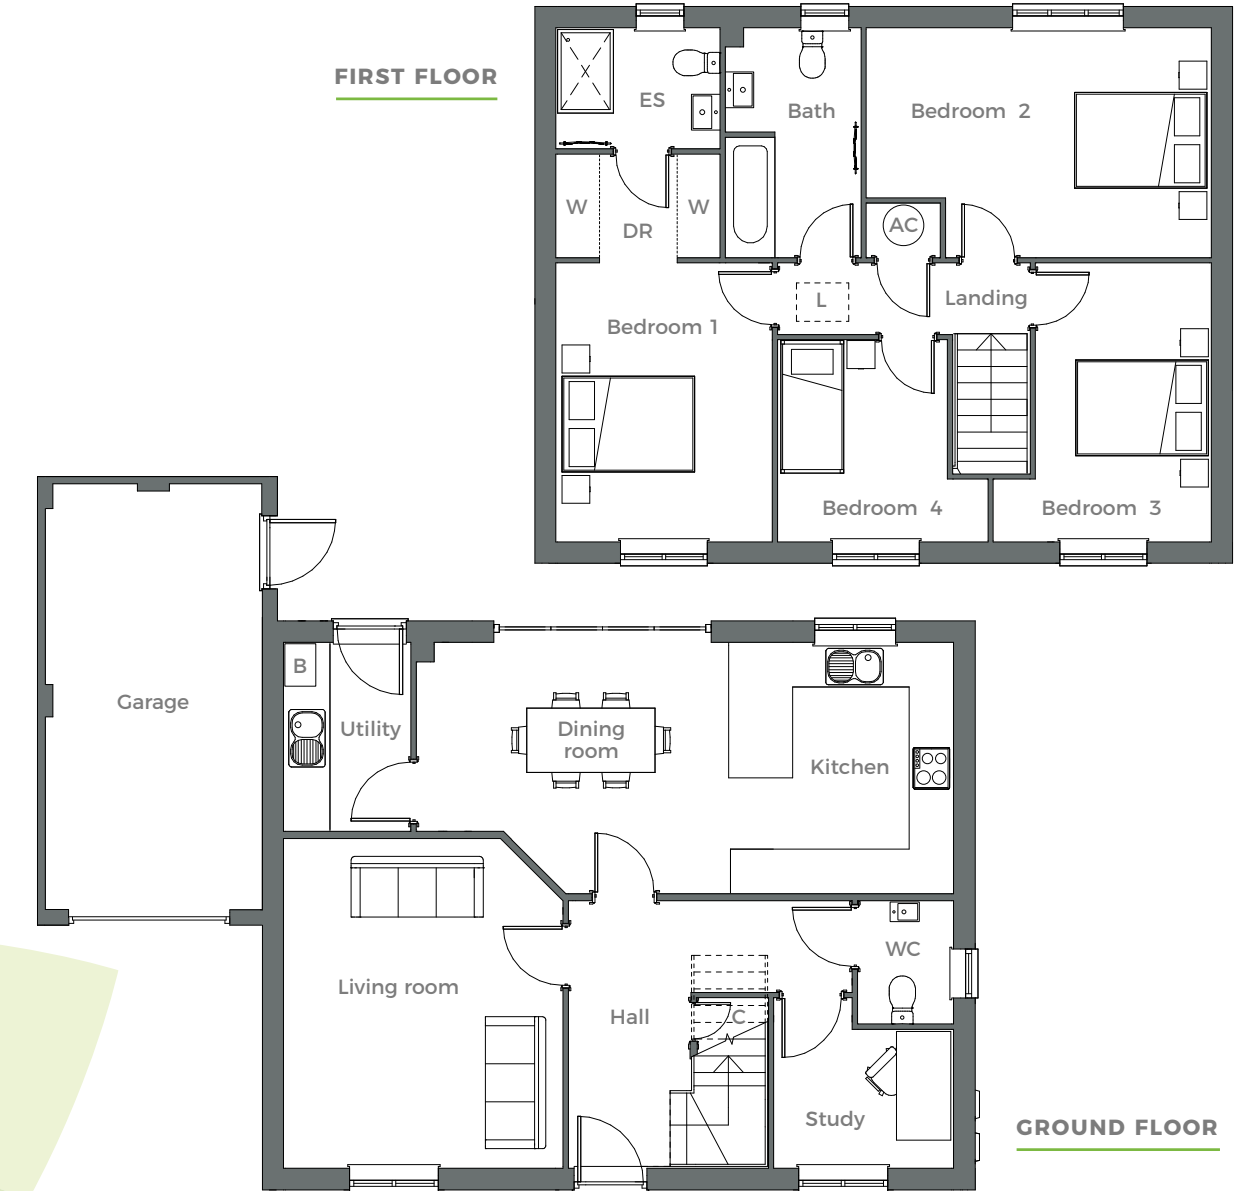 FIRST FLOOR
ES
Bath
Bedroom 2
W
W
DR
AC
L
Landing
Bedroom 1
Bedroom 4
Bedroom 3
B
Garage
Utility
Dining
room
Kitchen
WC
Living room
Hall
C
Study
GROUND FLOOR